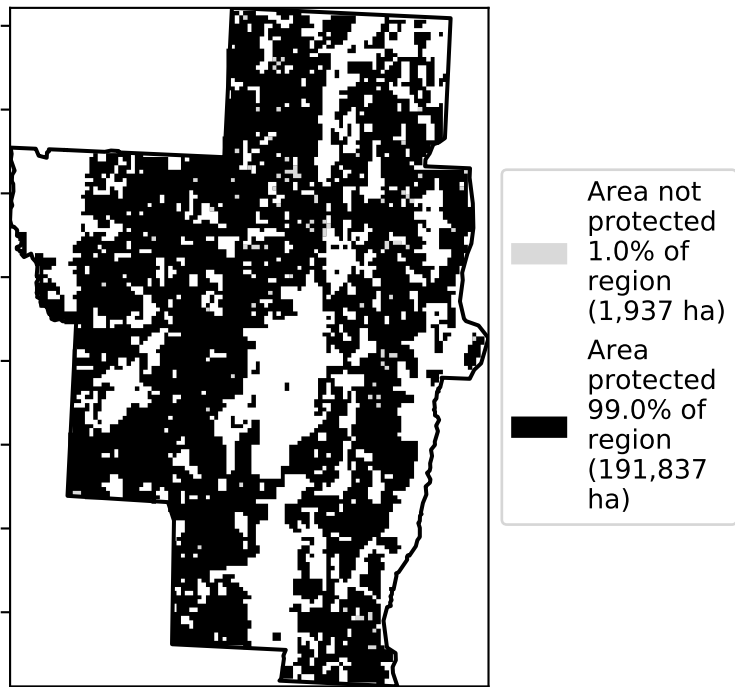 Area not
protected
1.0% of
region
(1,937 ha)
Area
protected
99.0% of
region
(191,837
ha)